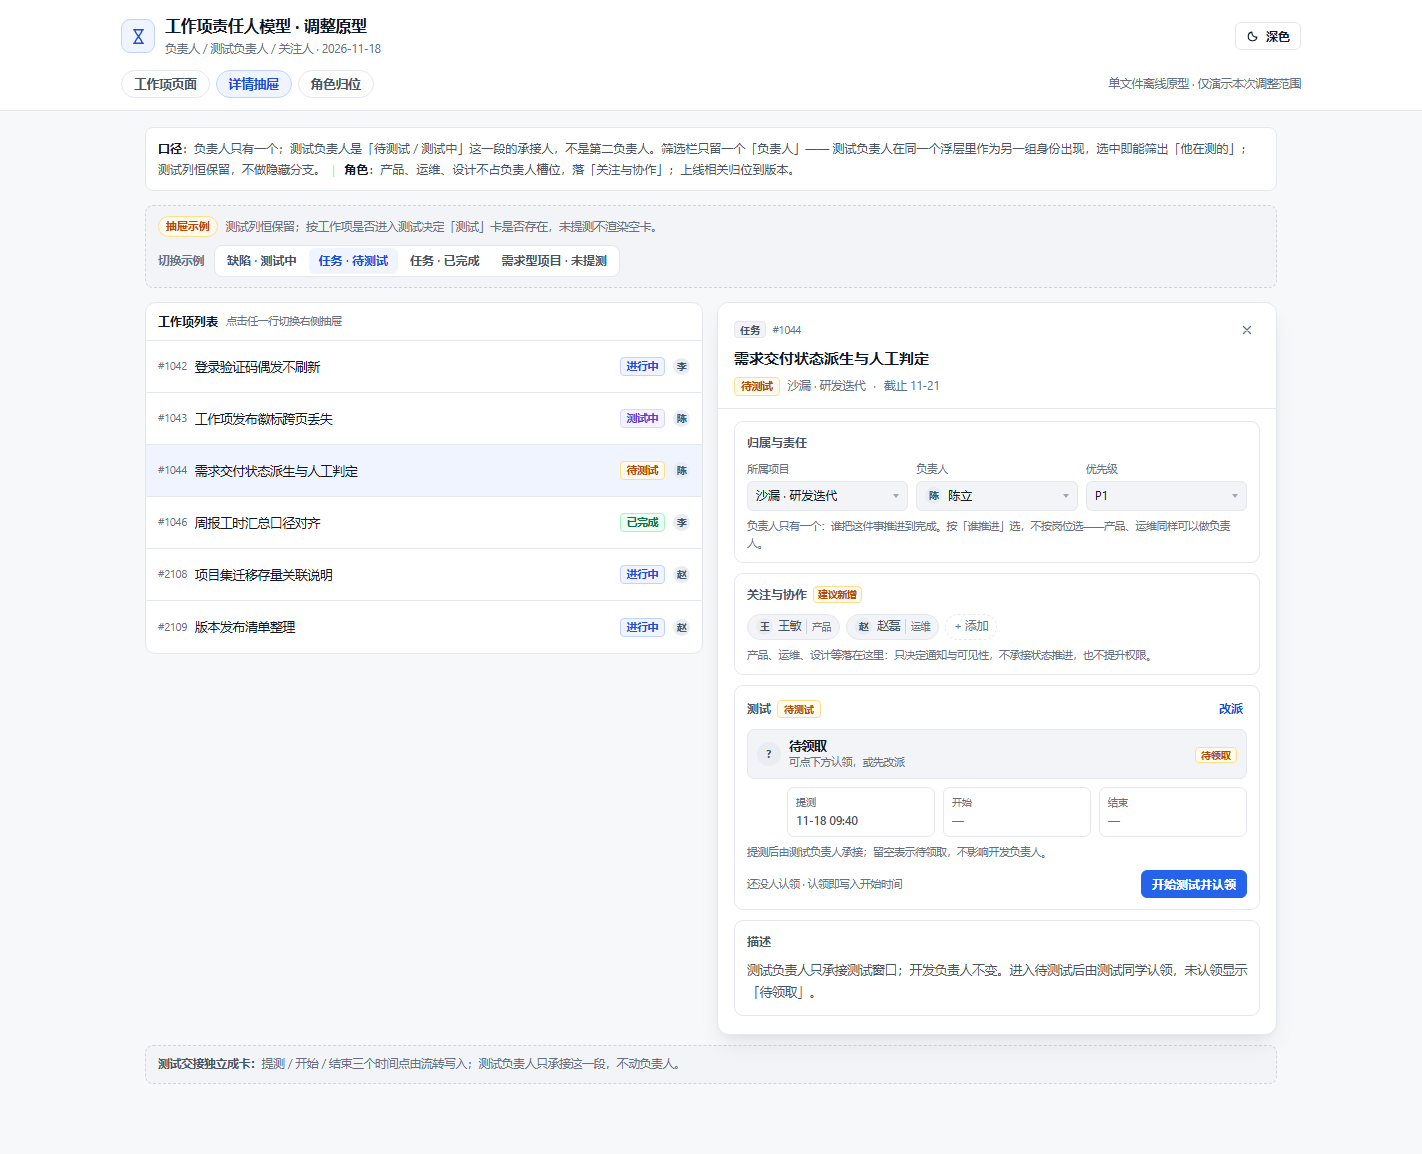 工作项责任人模型 · 调整原型
负责人 / 测试负责人 / 关注人 · 2026-11-18
深色
工作项页面
详情抽屉
角色归位
单文件离线原型 · 仅演示本次调整范围
口径：负责人只有一个；测试负责人是「待测试 / 测试中」这一段的承接人，不是第二负责人。筛选栏只留一个「负责人」—— 测试负责人在同一个浮层里作为另一组身份出现，选中即能筛出「他在测的」；
测试列恒保留，不做隐藏分支。 | 角色：产品、运维、设计不占负责人槽位，落「关注与协作」；上线相关归位到版本。
抽屉示例 测试列恒保留；按工作项是否进入测试决定「测试」卡是否存在，未提测不渲染空卡。
切换示例 缺陷 · 测试中 任务 · 待测试 任务 · 已完成 需求型项目 · 未提测
工作项列表 点击任一行切换右侧抽屉
#1042 登录验证码偶发不刷新 进行中 李
#1043 工作项发布徽标跨页丢失 测试中 陈
#1044 需求交付状态派生与人工判定 待测试 陈
#1046 周报工时汇总口径对齐 已完成 李
#2108 项目集迁移存量关联说明 进行中 赵
#2109 版本发布清单整理 进行中 赵
任务 #1044
需求交付状态派生与人工判定
待测试 沙漏 · 研发迭代 · 截止 11-21
归属与责任
所属项目 负责人 优先级
沙漏 · 研发迭代 陈 陈立 P1
负责人只有一个：谁把这件事推进到完成。按「谁推进」选，不按岗位选——产品、运维同样可以做负责
人。
关注与协作 建议新增
王 王敏 产品 赵 赵磊 运维 + 添加
产品、运维、设计等落在这里：只决定通知与可见性，不承接状态推进，也不提升权限。
测试 待测试 改派
? 待领取
可点下方认领，或先改派
待领取
提测 开始 结束
11-18 09:40 — —
提测后由测试负责人承接；留空表示待领取，不影响开发负责人。
还没人认领 · 认领即写入开始时间 开始测试并认领
描述
测试负责人只承接测试窗口；开发负责人不变。进入待测试后由测试同学认领，未认领显示
「待领取」。
测试交接独立成卡：提测 / 开始 / 结束三个时间点由流转写入；测试负责人只承接这一段，不动负责人。